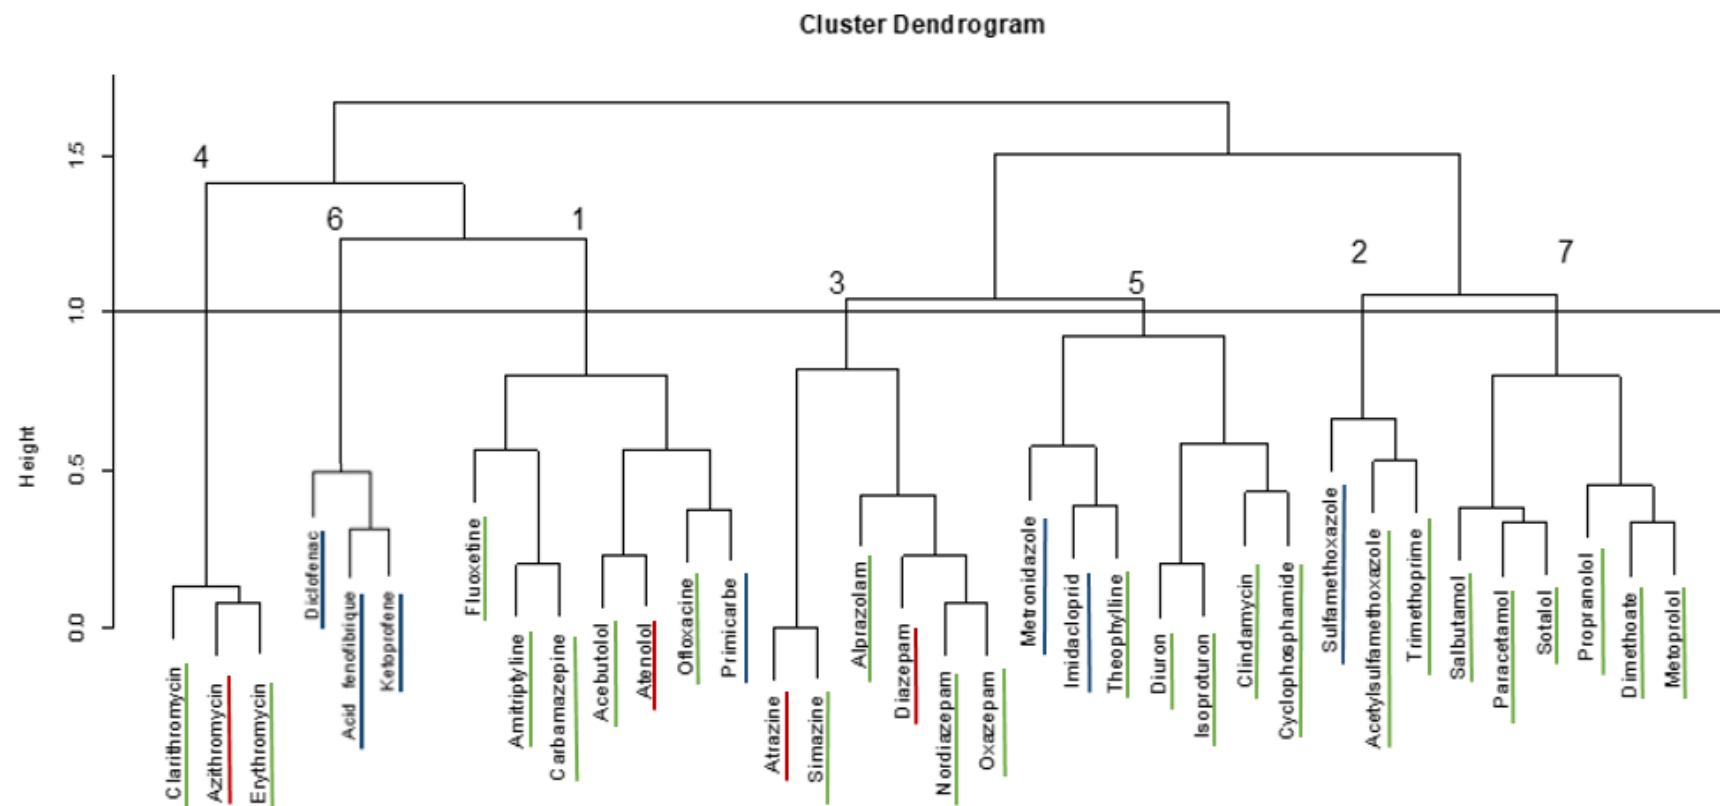 Cluster Dendrogram
Height
0.0
0.5
1.0
1.5
4
6
1
3
5
2
7
Clarithromycin
Azithromycin
Erythromycin
Diclofenac
Acid fenofibrique
Ketoprofene
Fluoxetine
Amitriptyline
Carbamazepine
Acebutolol
Atenolol
Ofloxacine
Primicarbe
Atrazine
Simazine
Alprazolam
Diazepam
Nordiazepam
Oxazepam
Metronidazole
Imidacloprid
Theophylline
Diuron
Isoproturon
Clindamycin
Cyclophosphamide
Sulfamethoxazole
Acetylsulfamethoxazole
Trimethoprime
Salbutamol
Paracetamol
Sotalol
Propranolol
Dimethoate
Metoprolol